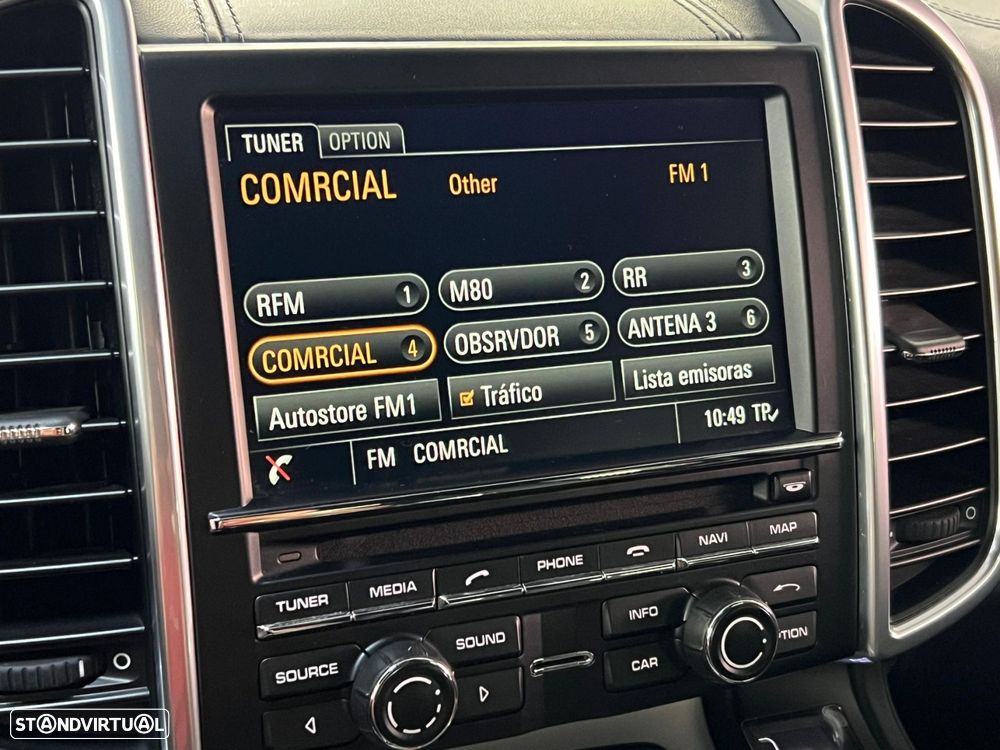 TUNER OPTION
COMRCIAL Other FM 1
RFM 1 M80 2 RR 3
COMRCIAL 4 OBSRVDOR 5 ANTENA 3 6
Autostore FM1 Tráfico Lista emisoras
FM COMRCIAL 10:49 TP
TUNER MEDIA PHONE NAVI MAP
SOURCE SOUND INFO CAR
STANDVIRTUAL